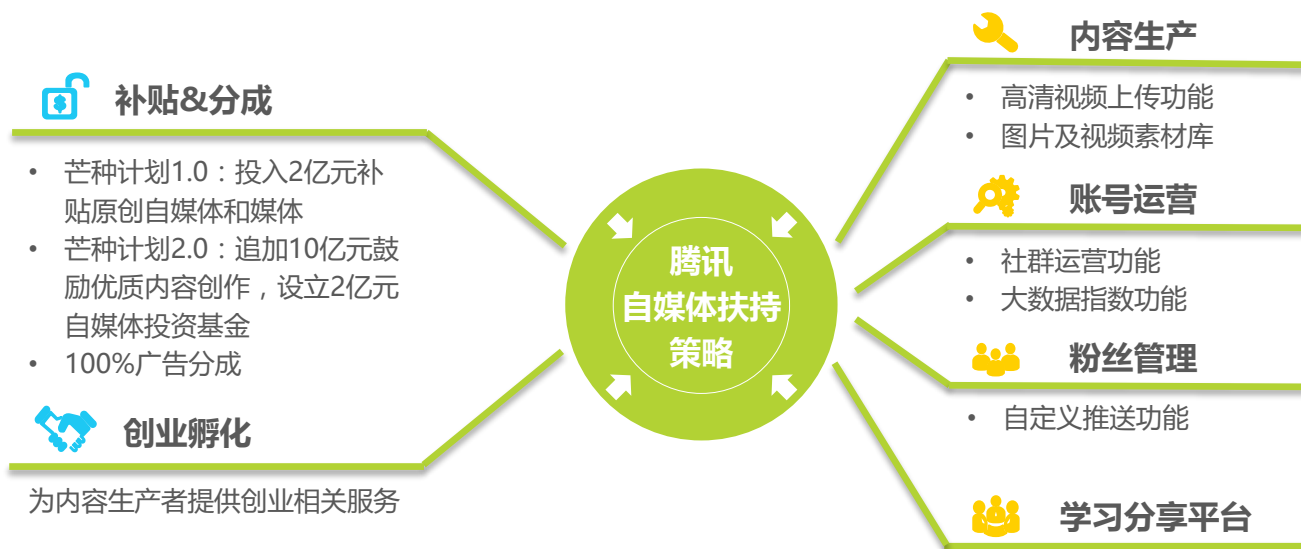 补贴&分成
• 芒种计划1.0：投入2亿元补
贴原创自媒体和媒体
• 芒种计划2.0：追加10亿元鼓
励优质内容创作，设立2亿元
自媒体投资基金
• 100%广告分成
创业孵化
为内容生产者提供创业相关服务
腾讯
自媒体扶持
策略
内容生产
• 高清视频上传功能
• 图片及视频素材库
账号运营
• 社群运营功能
• 大数据指数功能
粉丝管理
• 自定义推送功能
学习分享平台